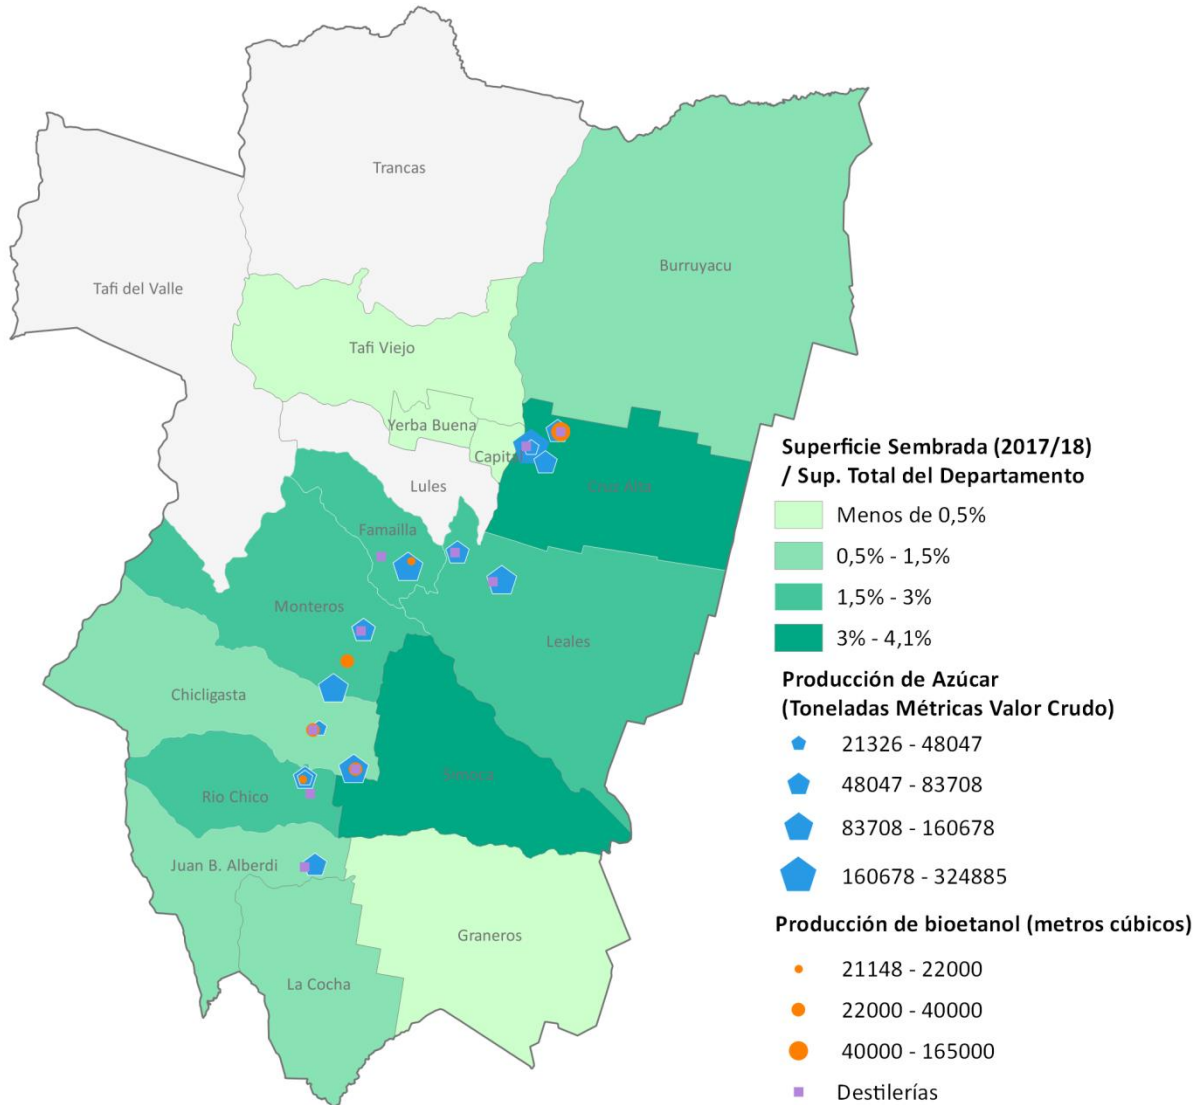 Trancas
Burruyacu
Tafi del Valle
Tafi Viejo
Yerba Buena
Capital
Cruz Alta
Lules
Famailla
Monteros
Leales
Chicligasta
Simoca
Rio Chico
Juan B. Alberdi
Graneros
La Cocha
Superficie Sembrada (2017/18)
/ Sup. Total del Departamento
Menos de 0,5%
0,5% - 1,5%
1,5% - 3%
3% - 4,1%
Producción de Azúcar
(Toneladas Métricas Valor Crudo)
21326 - 48047
48047 - 83708
83708 - 160678
160678 - 324885
Producción de bioetanol (metros cúbicos)
21148 - 22000
22000 - 40000
40000 - 165000
Destilerías